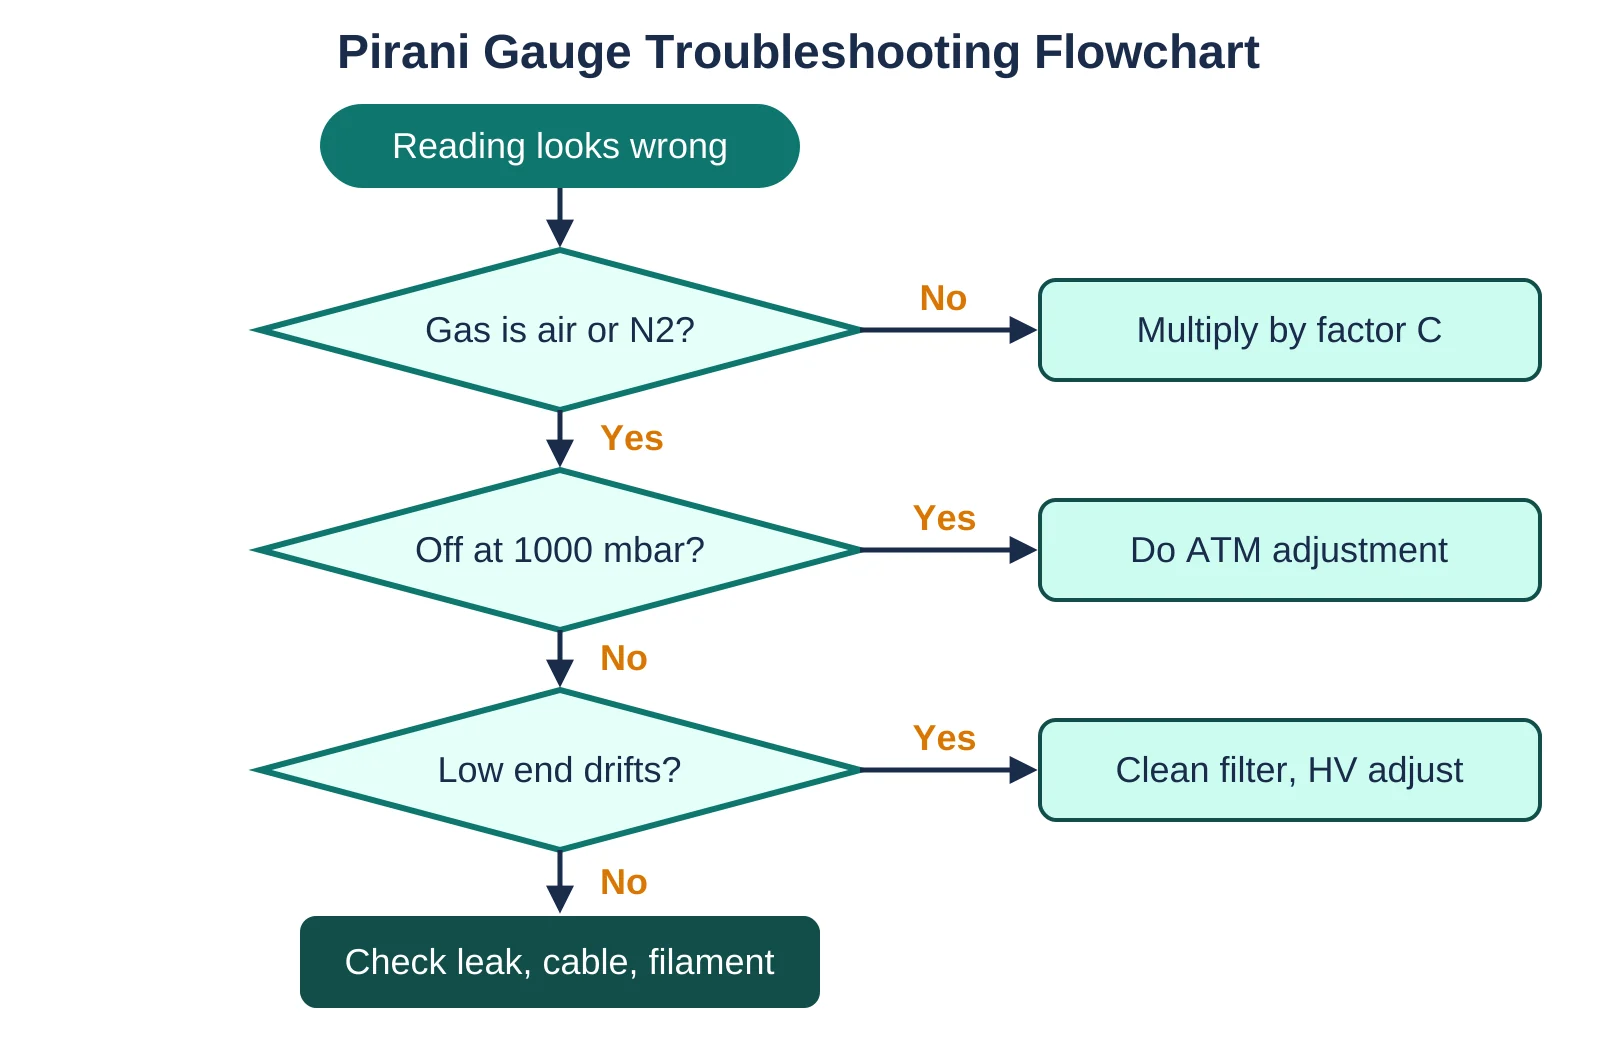 Pirani Gauge Troubleshooting Flowchart
Reading looks wrong
Gas is air or N2?
No
Multiply by factor C
Yes
Off at 1000 mbar?
Yes
Do ATM adjustment
No
Low end drifts?
Yes
Clean filter, HV adjust
No
Check leak, cable, filament